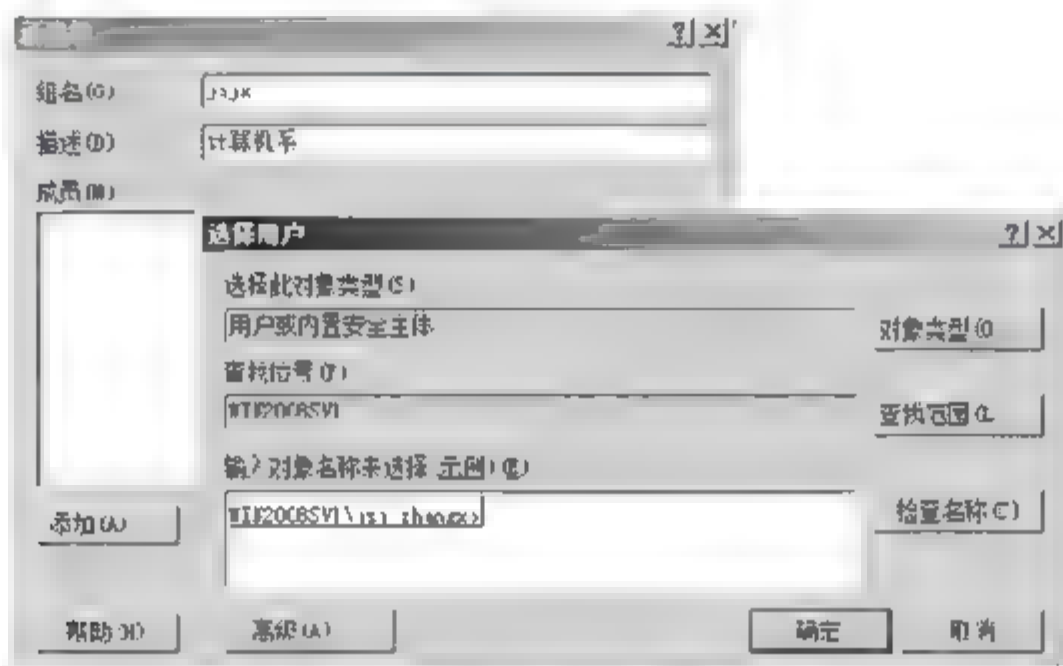 组名(G)
描述(D)
计算机系
成员(M)
选择用户
选择此对象类型(S)
用户或内置安全主体
对象类型(O
查找位置(F)
WIN2008SV1
查找范围(L
输入对象名称来选择(示例)(E)
检查名称(C)
添加(A)
帮助(H)
高级(A)
确定
取消